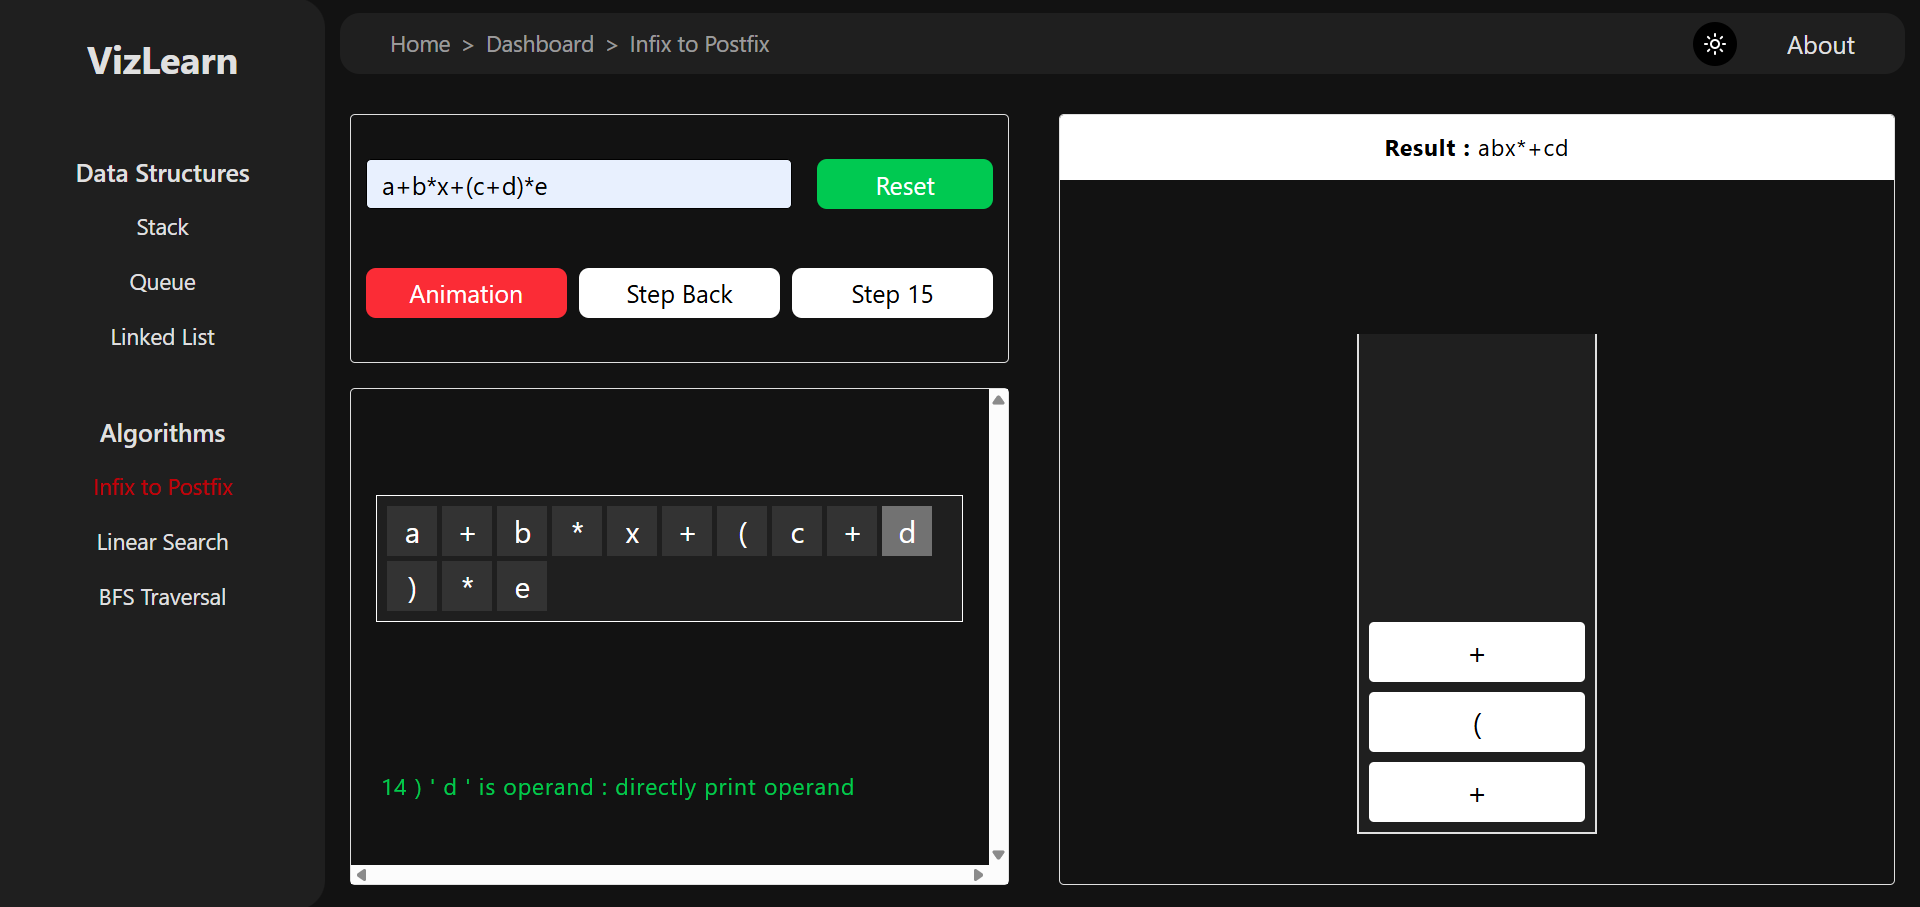 VizLearn
Data Structures
Stack
Queue
Linked List
Algorithms
Infix to Postfix
Linear Search
BFS Traversal
Home > Dashboard > Infix to Postfix
About
a+b*x+(c+d)*e
Reset
Animation
Step Back
Step 15
a + b * x + ( c + d
) * e
14 ) ' d ' is operand : directly print operand
Result : abx*+cd
+
(
+